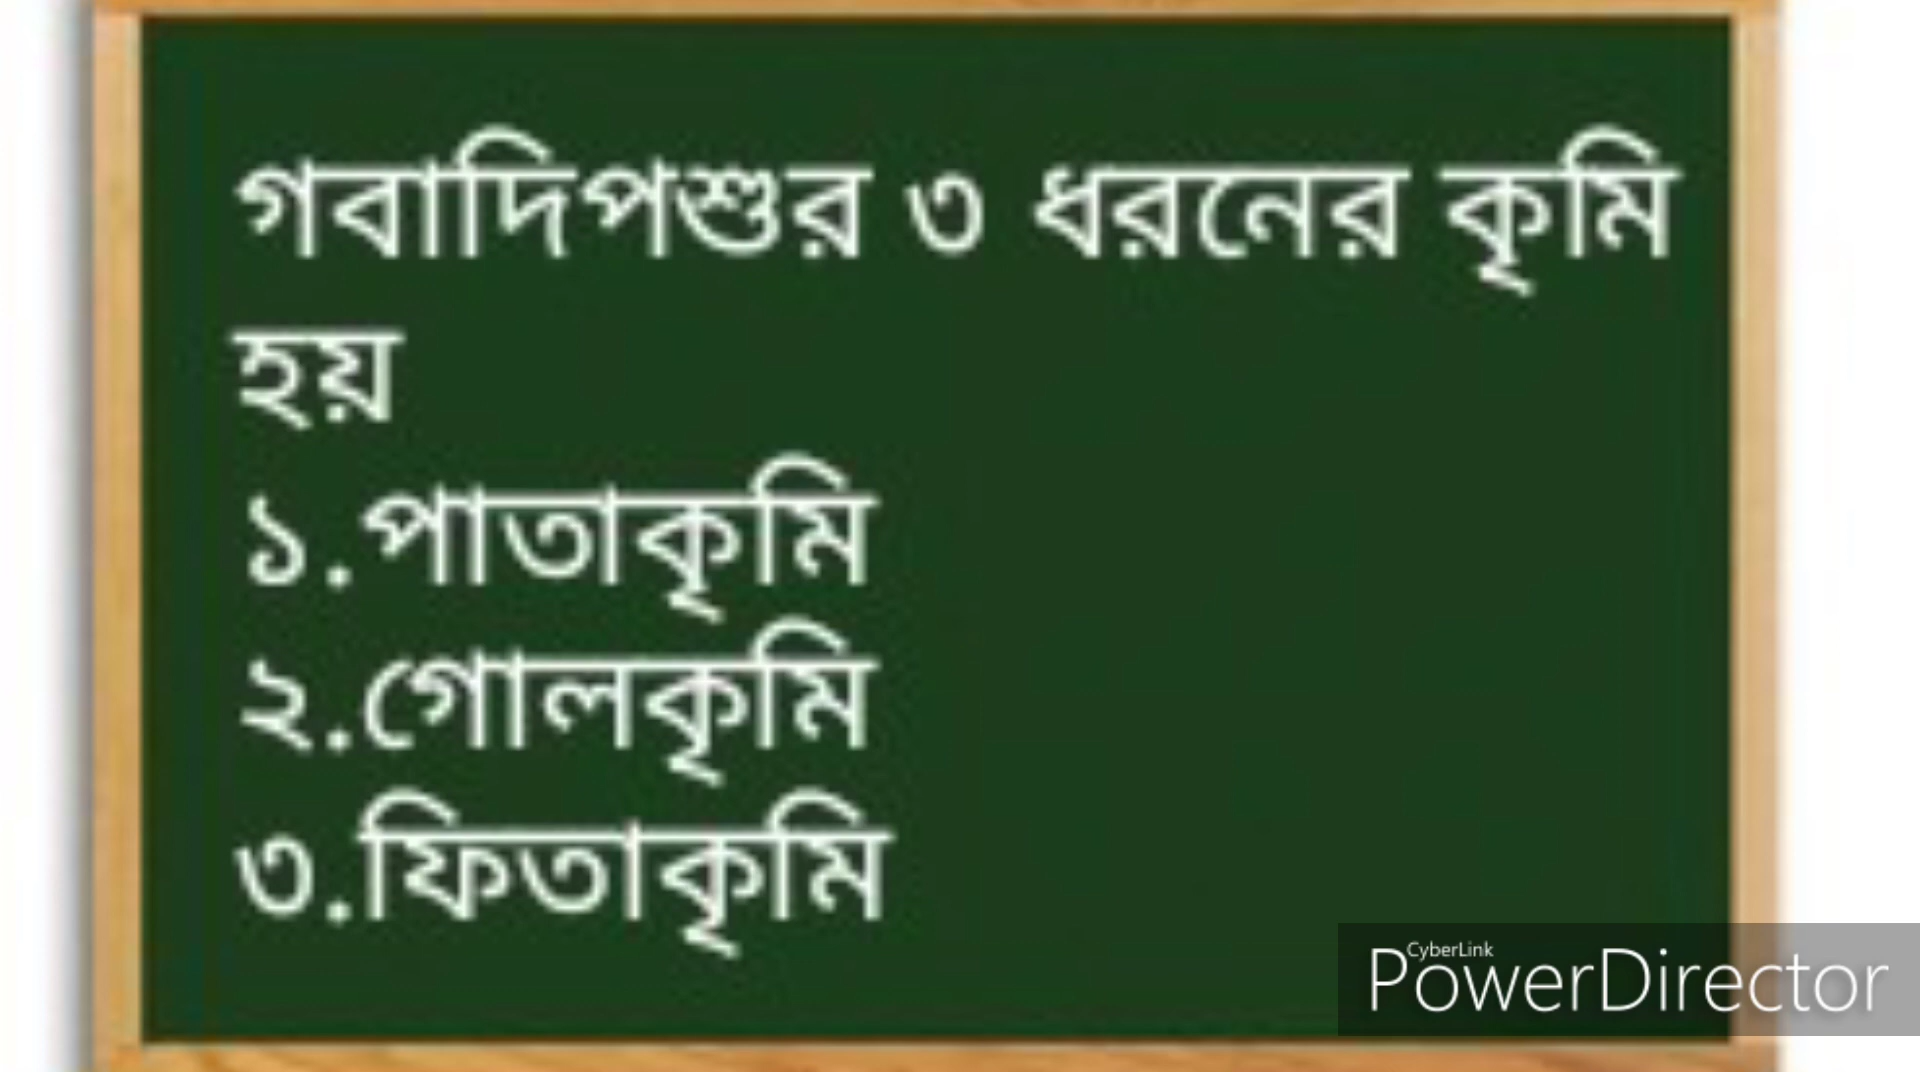 গবাদিপশুর ৩ ধরনের কৃমি
হয়
১.পাতাকৃমি
২.গোলকৃমি
৩.ফিতাকৃমি
CyberLink
PowerDirector